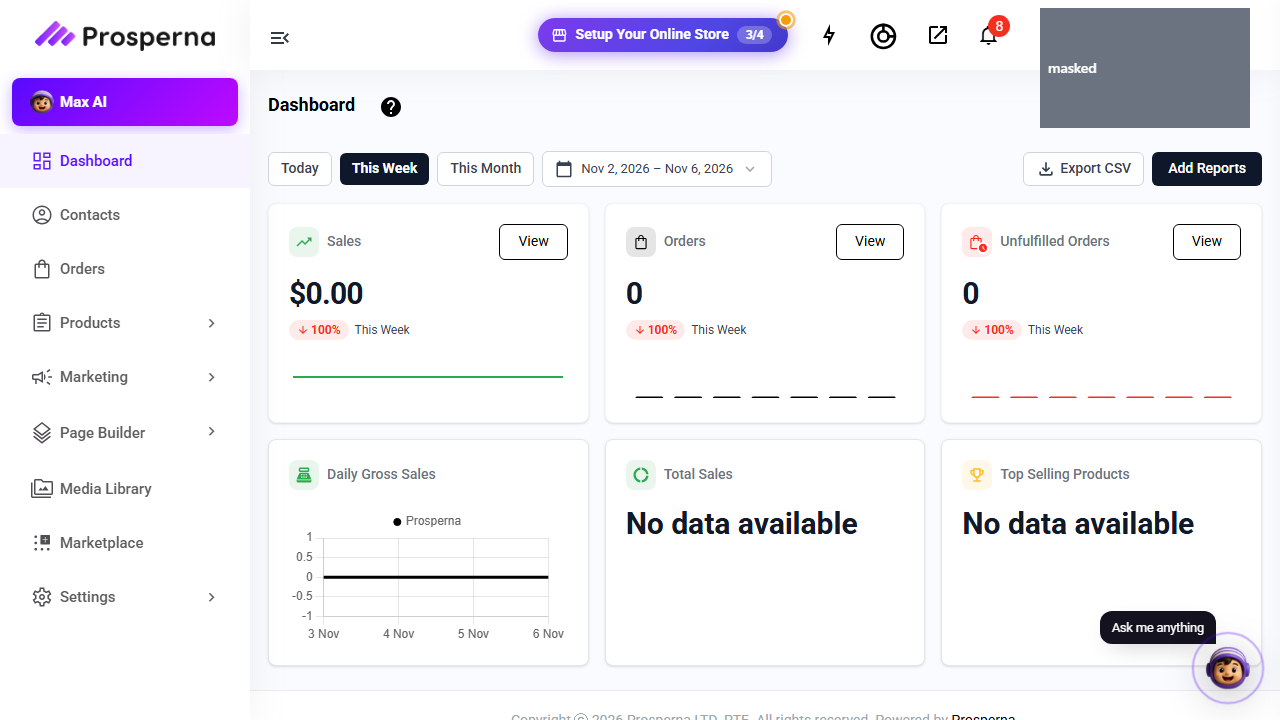 Prosperna
Setup Your Online Store 3/4
8
masked
Max AI
Dashboard
Contacts
Orders
Products
Marketing
Page Builder
Media Library
Marketplace
Settings
Dashboard ?
Today This Week This Month Nov 2, 2026 – Nov 6, 2026 Export CSV Add Reports
Sales View
$0.00
100% This Week
Orders View
0
100% This Week
Unfulfilled Orders View
0
100% This Week
Daily Gross Sales
Prosperna
1
0.5
0
-0.5
-1
3 Nov 4 Nov 5 Nov 6 Nov
Total Sales
No data available
Top Selling Products
No data available
Ask me anything
Copyright © 2026 Prosperna LTD. PTE. All rights reserved. Powered by Prosperna